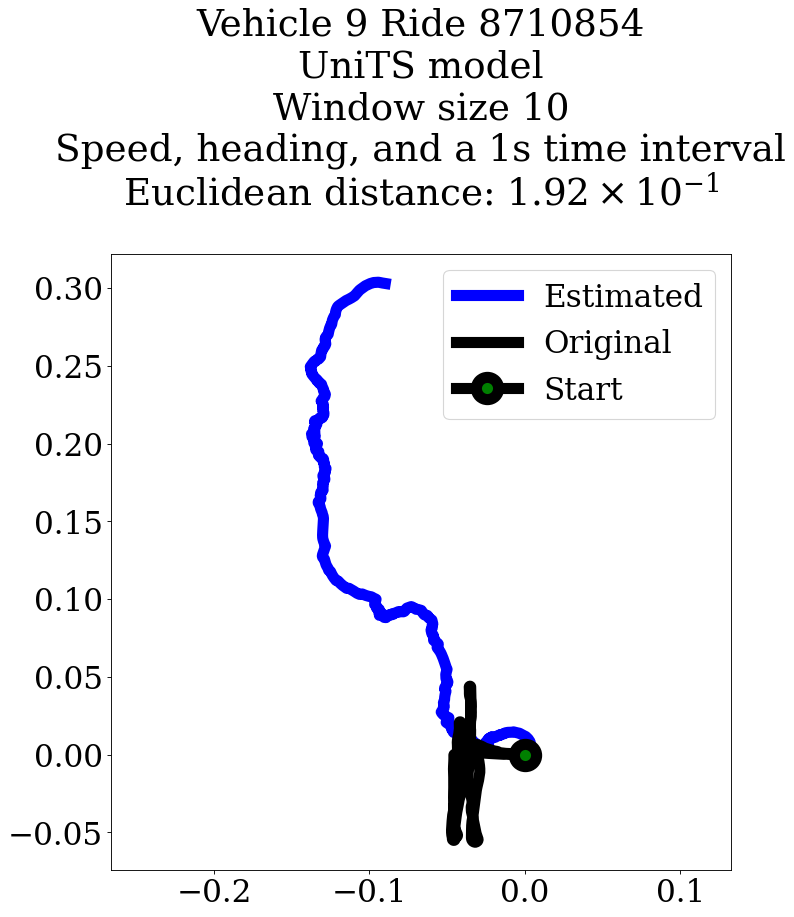 Vehicle 9 Ride 8710854
UniTS model
Window size 10
Speed, heading, and a 1s time interval
Euclidean distance: 1.92 × 10⁻¹
Estimated
Original
Start
0.30
0.25
0.20
0.15
0.10
0.05
0.00
−0.05
−0.2 −0.1 0.0 0.1